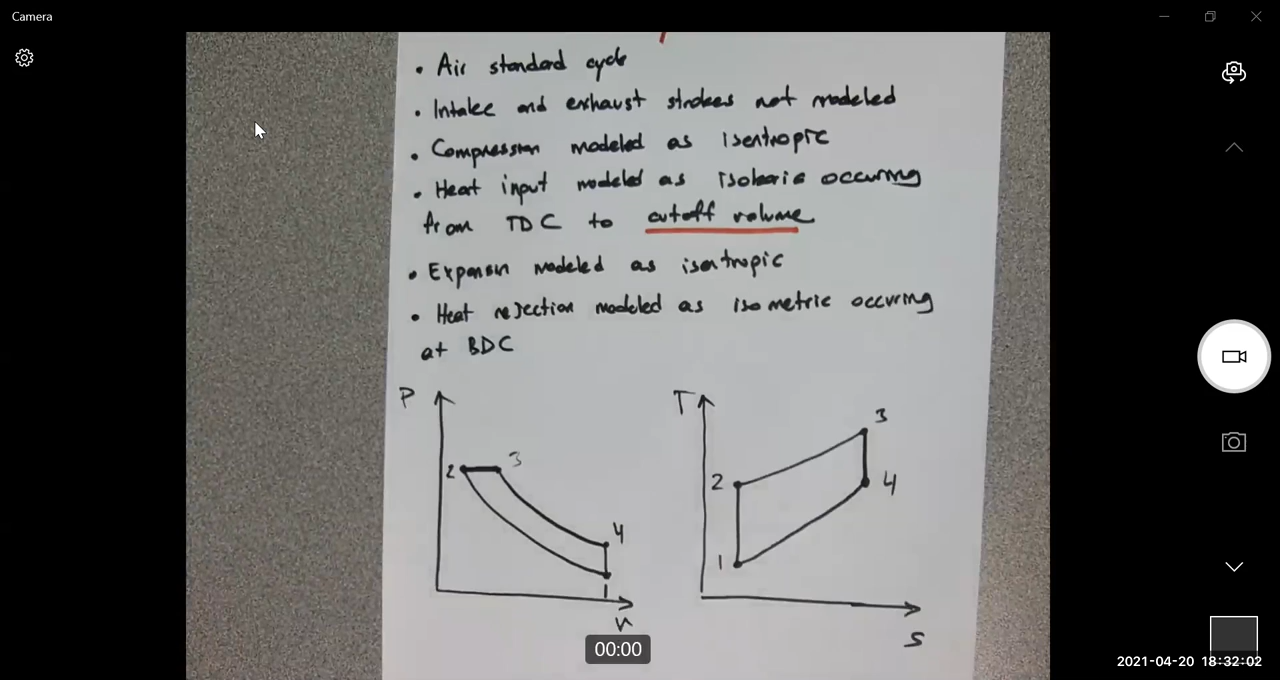 Camera
• Air standard cycle
• Intake and exhaust strokes not modeled
• Compression modeled as isentropic
• Heat input modeled as isobaric occuring
from TDC to cutoff volume
• Expansion modeled as isentropic
• Heat rejection modeled as isometric occuring
at BDC
P
T
3
2 3
2
4
4
1
1
S
00:00
2021-04-20 18:32:02